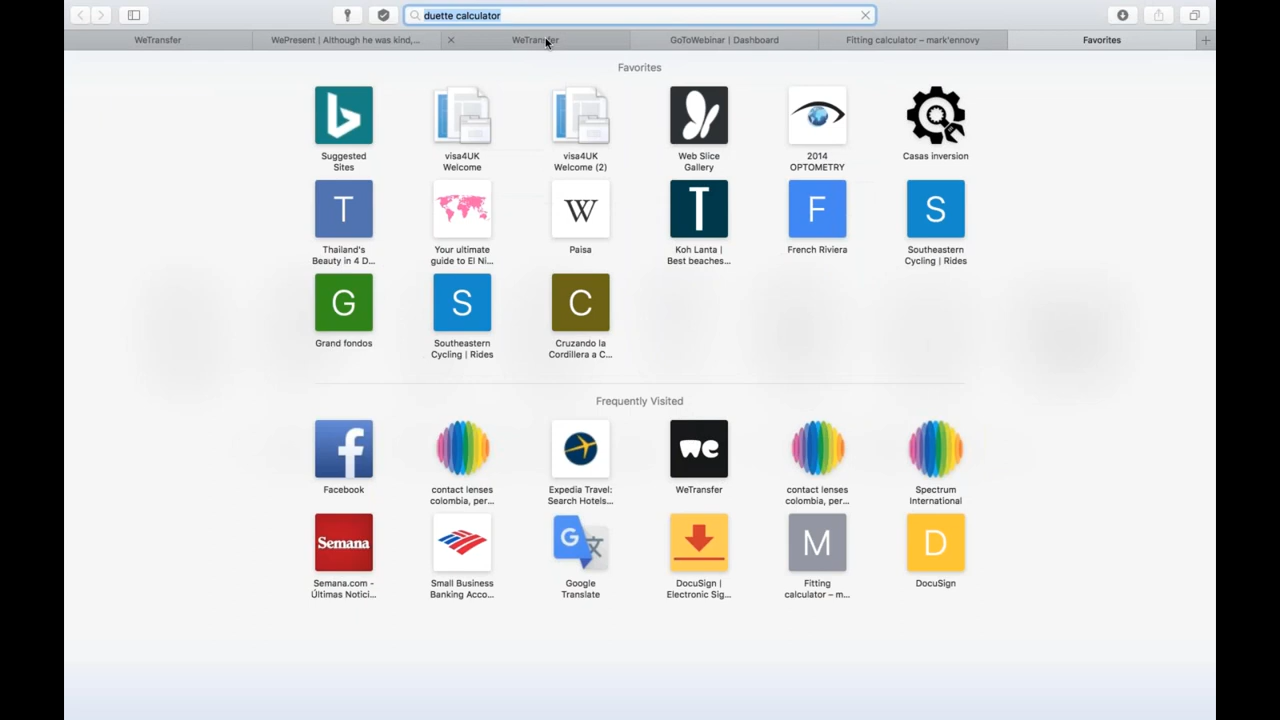 duette calculator
WeTransfer
WePresent | Although he was kind,...
WeTransfer
GoToWebinar | Dashboard
Fitting calculator – mark'ennovy
Favorites
Favorites
Suggested
Sites
visa4UK
Welcome
visa4UK
Welcome (2)
Web Slice
Gallery
2014
OPTOMETRY
Casas inversion
T
Thailand's
Beauty in 4 D...
Your ultimate
guide to El Ni...
W
Paisa
T
Koh Lanta |
Best beaches...
F
French Riviera
S
Southeastern
Cycling | Rides
G
Grand fondos
S
Southeastern
Cycling | Rides
C
Cruzando la
Cordillera a C...
Frequently Visited
Facebook
contact lenses
colombia, per...
Expedia Travel:
Search Hotels...
we
WeTransfer
contact lenses
colombia, per...
Spectrum
International
Semana
Semana.com -
Últimas Notici...
Small Business
Banking Acco...
G
Google
Translate
DocuSign |
Electronic Sig...
M
Fitting
calculator – m...
D
DocuSign